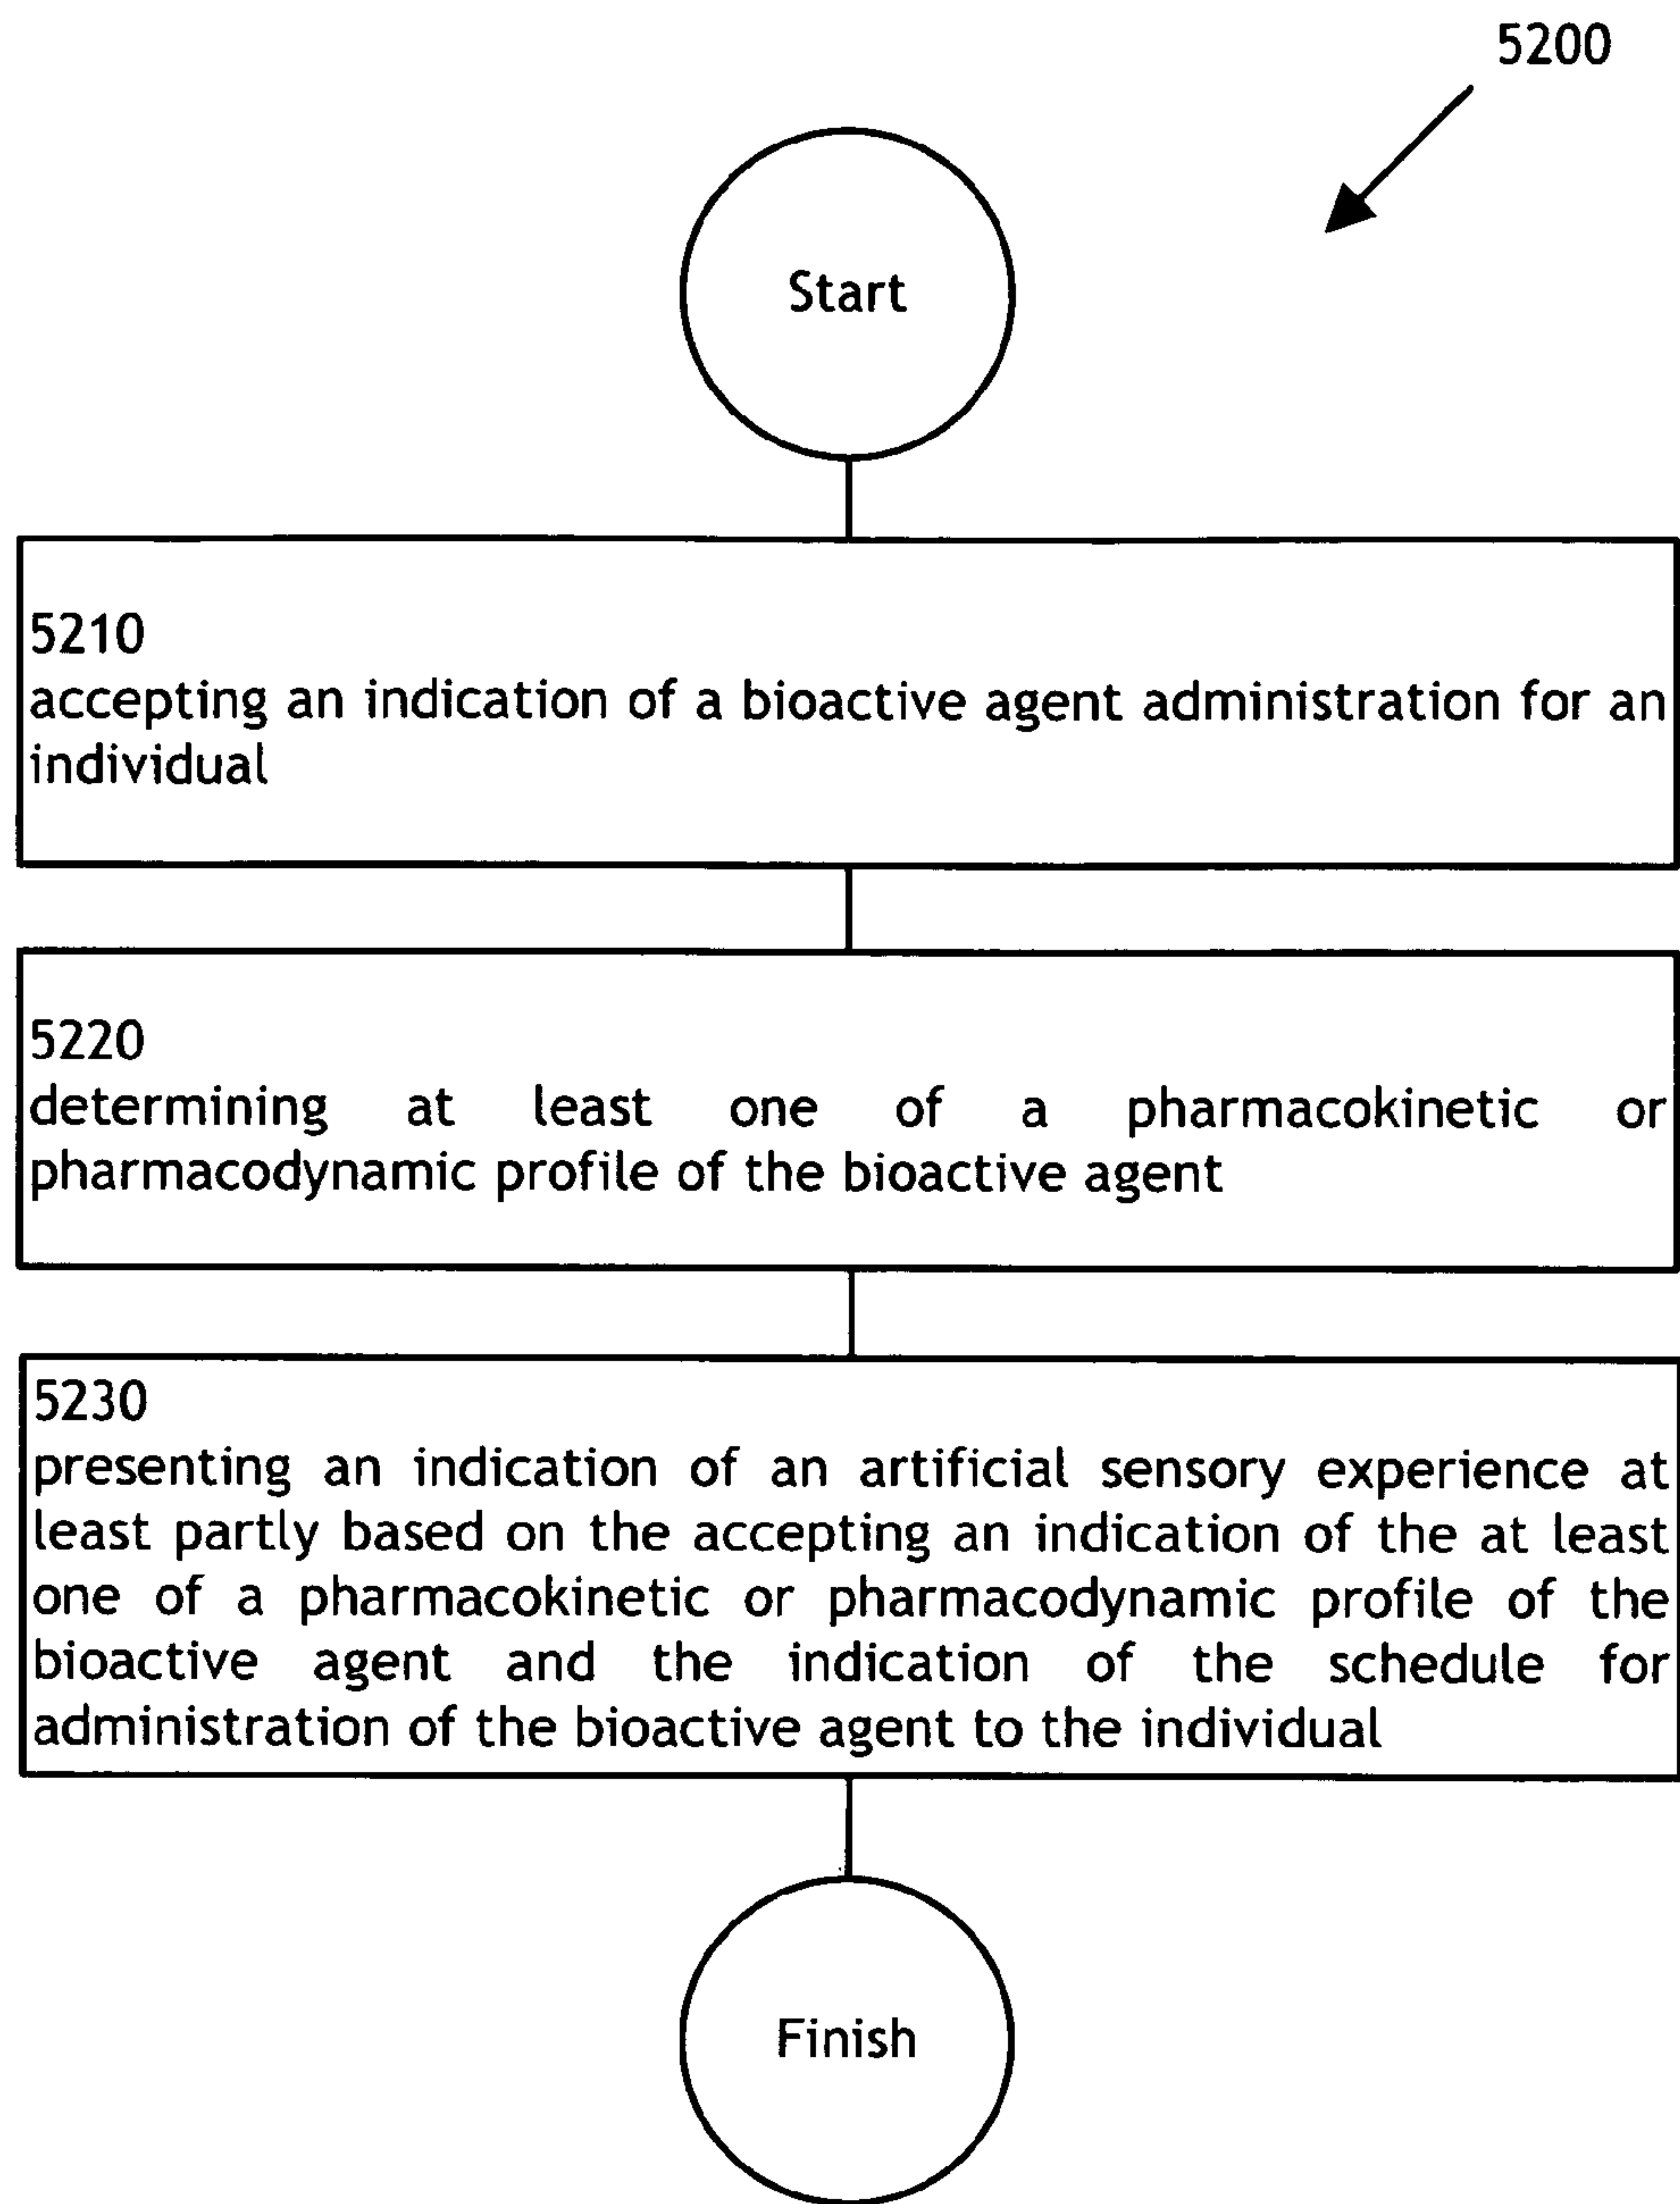 5200
Start
5210
accepting an indication of a bioactive agent administration for an
individual
5220
determining at least one of a pharmacokinetic or
pharmacodynamic profile of the bioactive agent
5230
presenting an indication of an artificial sensory experience at
least partly based on the accepting an indication of the at least
one of a pharmacokinetic or pharmacodynamic profile of the
bioactive agent and the indication of the schedule for
administration of the bioactive agent to the individual
Finish